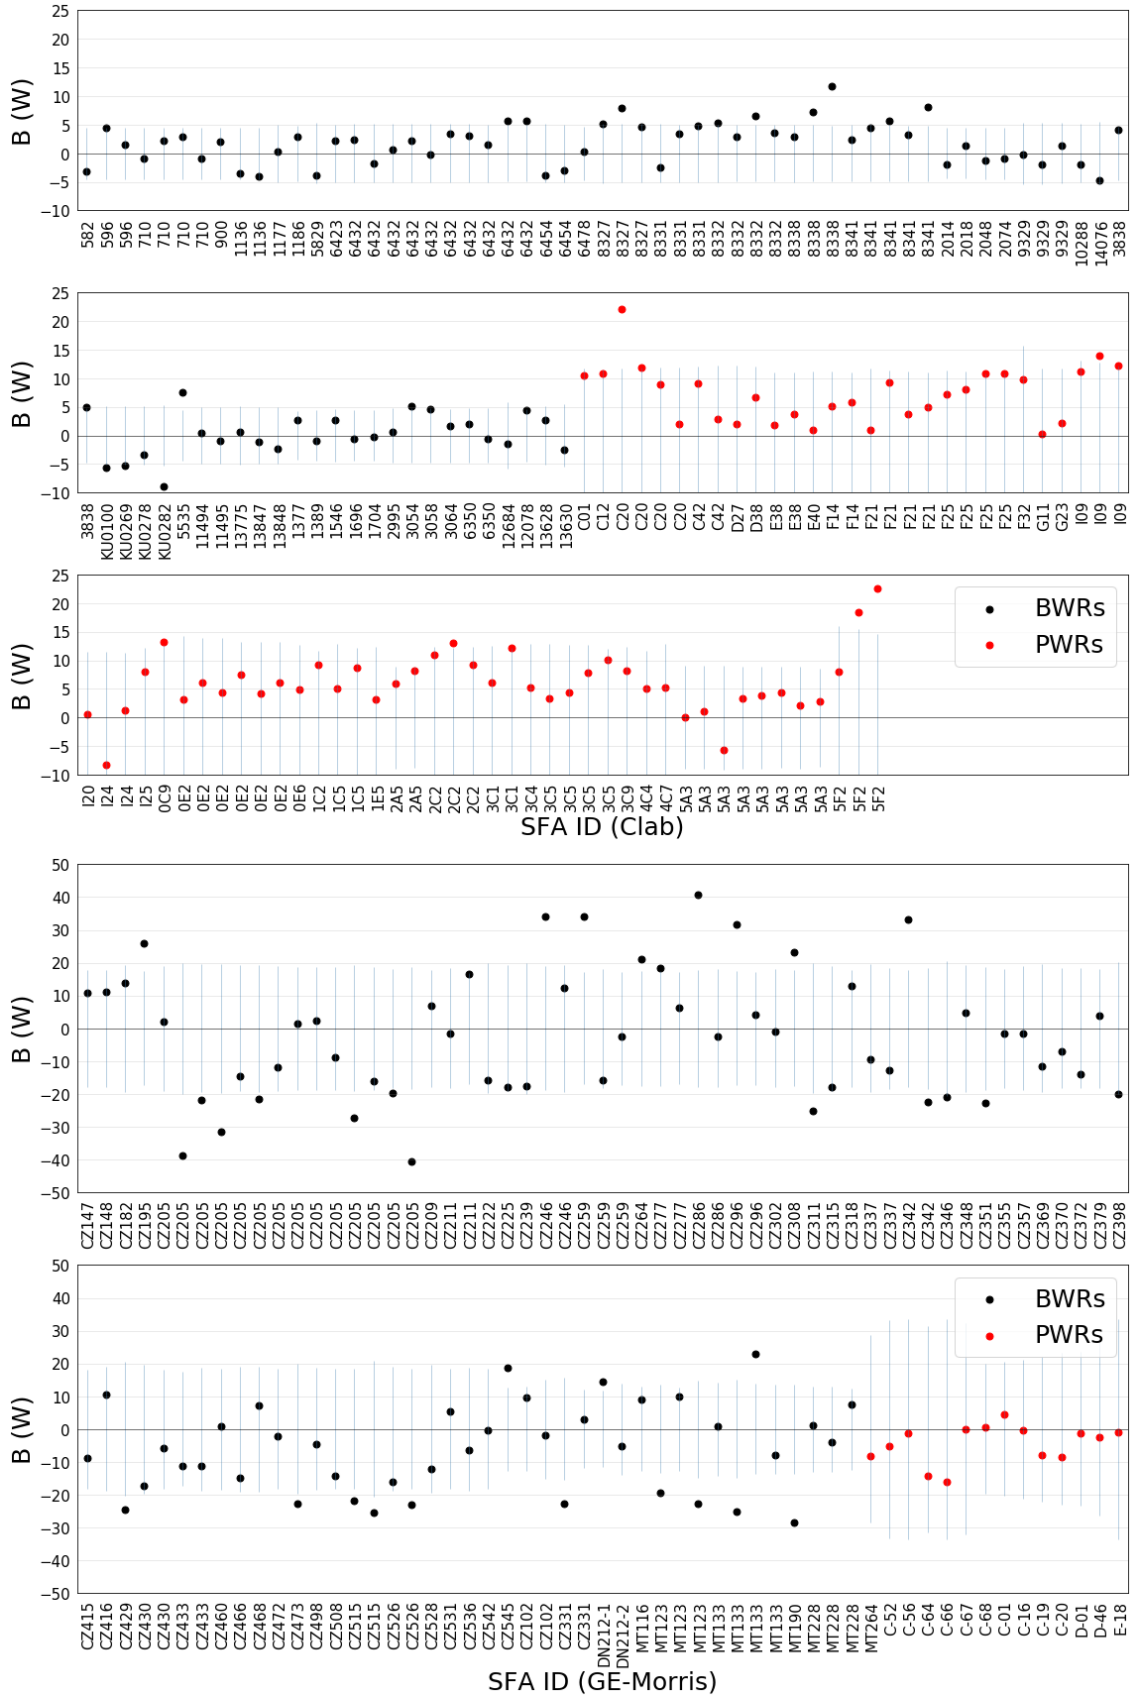 25
20
15
10
5
0
−5
−10
B (W)
582 596 596 710 710 710 710 900 1136 1136 1177 1186 5829 6423 6432 6432 6432 6432 6432 6432 6432 6432 6432 6432 6454 6454 6478 8327 8327 8327 8331 8331 8331 8332 8332 8332 8332 8338 8338 8338 8341 8341 8341 8341 8341 2014 2018 2048 2074 9329 9329 9329 10288 14076 3838
25
20
15
10
5
0
−5
−10
B (W)
3838 KU0100 KU0269 KU0278 KU0282 5535 11494 11495 13775 13847 13848 1377 1389 1546 1696 1704 2995 3054 3058 3064 6350 6350 12684 12078 13628 13630 C01 C12 C20 C20 C20 C20 C42 C42 D27 D38 E38 E38 E40 F14 F14 F21 F21 F21 F21 F25 F25 F25 F25 F32 G11 G23 I09 I09 I09
25
20
15
10
5
0
−5
−10
B (W)
BWRs
PWRs
I20 I24 I24 I25 0C9 0E2 0E2 0E2 0E2 0E2 0E2 0E6 1C2 1C5 1C5 1E5 2A5 2A5 2C2 2C2 2C2 3C1 3C1 3C4 3C5 3C5 3C5 3C5 3C9 4C4 4C7 5A3 5A3 5A3 5A3 5A3 5A3 5A3 5A3 5F2 5F2 5F2
SFA ID (Clab)
50
40
30
20
10
0
−10
−20
−30
−40
−50
B (W)
CZ147 CZ148 CZ182 CZ195 CZ205 CZ205 CZ205 CZ205 CZ205 CZ205 CZ205 CZ205 CZ205 CZ205 CZ205 CZ205 CZ205 CZ205 CZ209 CZ211 CZ211 CZ222 CZ225 CZ239 CZ246 CZ246 CZ259 DN259 CZ259 CZ264 CZ277 CZ277 CZ286 CZ286 CZ296 CZ296 CZ302 CZ308 CZ311 CZ315 CZ318 CZ337 CZ337 CZ342 CZ342 CZ346 CZ348 CZ351 CZ355 CZ357 CZ369 CZ370 CZ372 CZ379 CZ398
50
40
30
20
10
0
−10
−20
−30
−40
−50
B (W)
BWRs
PWRs
CZ415 CZ416 CZ429 CZ430 CZ430 CZ433 CZ433 CZ460 CZ466 CZ468 CZ472 CZ473 CZ498 CZ508 CZ515 CZ515 CZ526 CZ526 CZ528 CZ531 CZ536 CZ542 CZ545 CZ102 CZ102 CZ331 CZ331 DN212-1 DN212-2 MT116 MT123 MT123 MT123 MT133 MT133 MT133 MT133 MT190 MT228 MT228 MT228 MT264 C-52 C-56 C-64 C-66 C-67 C-68 C-01 C-16 C-19 C-20 D-01 D-46 E-18
SFA ID (GE-Morris)